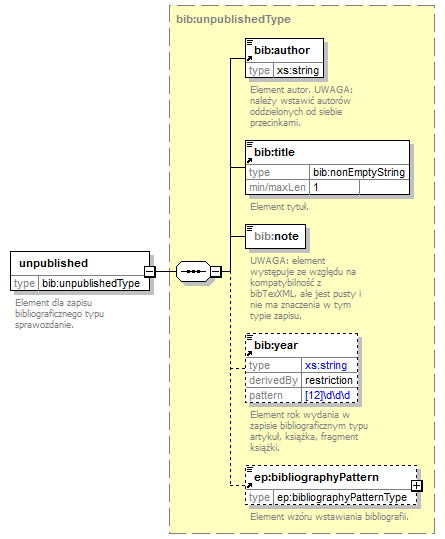 bib:unpublishedType
bib:author
type xs:string
Element autor. UWAGA:
należy wstawić autorów
oddzielonych od siebie
przecinkami.
bib:title
type bib:nonEmptyString
min/maxLen 1
Element tytuł.
bib:note
UWAGA: element
występuje ze względu na
kompatybilność z
bibTexXML, ale jest pusty i
nie ma znaczenia w tym
typie zapisu.
unpublished
type bib:unpublishedType
Element dla zapisu
bibliograficznego typu
sprawozdanie.
bib:year
type xs:string
derivedBy restriction
pattern [12]\d\d\d
Element rok wydania w
zapisie bibliograficznym typu
artykuł, książka, fragment
książki.
ep:bibliographyPattern
type ep:bibliographyPatternType
Element wzóru wstawiania bibliografii.